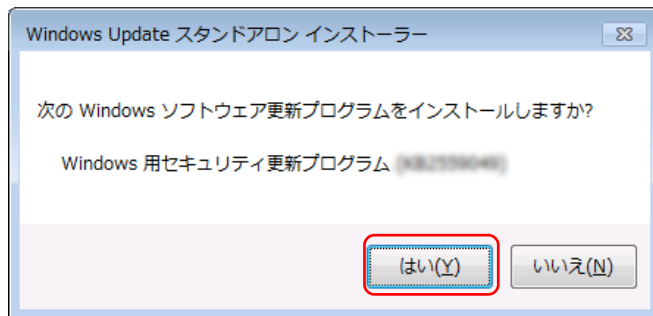 Windows Update スタンドアロン インストーラー
次の Windows ソフトウェア更新プログラムをインストールしますか?
Windows 用セキュリティ更新プログラム
はい(Y)
いいえ(N)